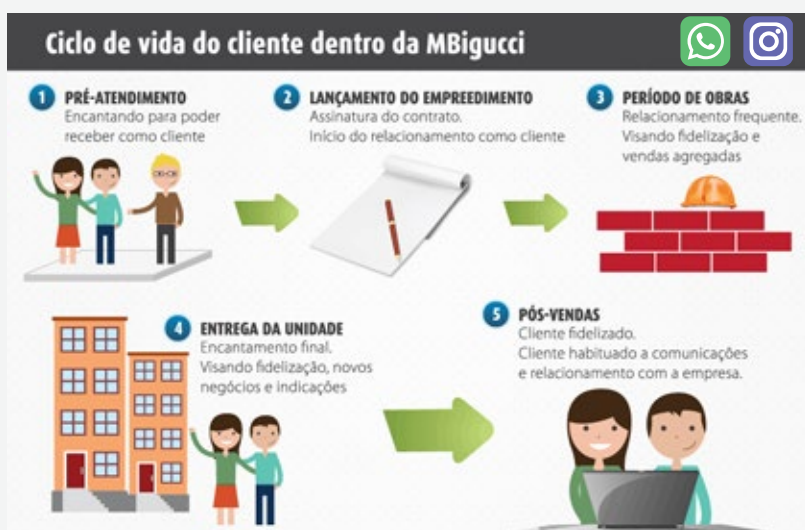 Ciclo de vida do cliente dentro da MBigucci
1 PRÉ-ATENDIMENTO
Encantando para poder
receber como cliente
2 LANÇAMENTO DO EMPREEDIMENTO
Assinatura do contrato.
Início do relacionamento como cliente
3 PERÍODO DE OBRAS
Relacionamento frequente.
Visando fidelização e
vendas agregadas
4 ENTREGA DA UNIDADE
Encantamento final.
Visando fidelização, novos
negócios e indicações
5 PÓS-VENDAS
Cliente fidelizado.
Cliente habituado a comunicações
e relacionamento com a empresa.